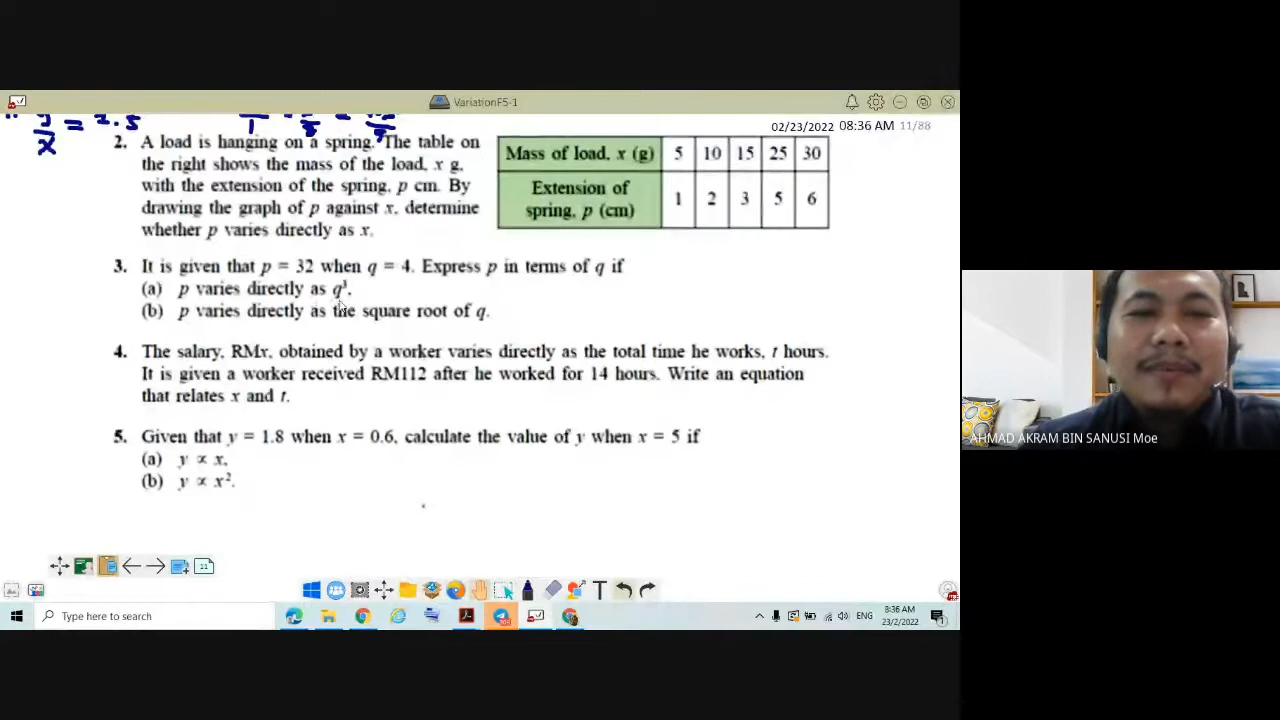 VariationF5-1
02/23/2022 08:36 AM 11/88
y/x = 2.5
2. A load is hanging on a spring. The table on
the right shows the mass of the load, x g,
with the extension of the spring, p cm. By
drawing the graph of p against x, determine
whether p varies directly as x.
Mass of load, x (g) 5 10 15 25 30
Extension of
spring, p (cm) 1 2 3 5 6
3. It is given that p = 32 when q = 4. Express p in terms of q if
(a) p varies directly as q³.
(b) p varies directly as the square root of q.
4. The salary, RMx, obtained by a worker varies directly as the total time he works, t hours.
It is given a worker received RM112 after he worked for 14 hours. Write an equation
that relates x and t.
5. Given that y = 1.8 when x = 0.6, calculate the value of y when x = 5 if
(a) y ∝ x,
(b) y ∝ x².
AHMAD AKRAM BIN SANUSI Moe
11
T
Type here to search
ENG
8:36 AM
23/2/2022